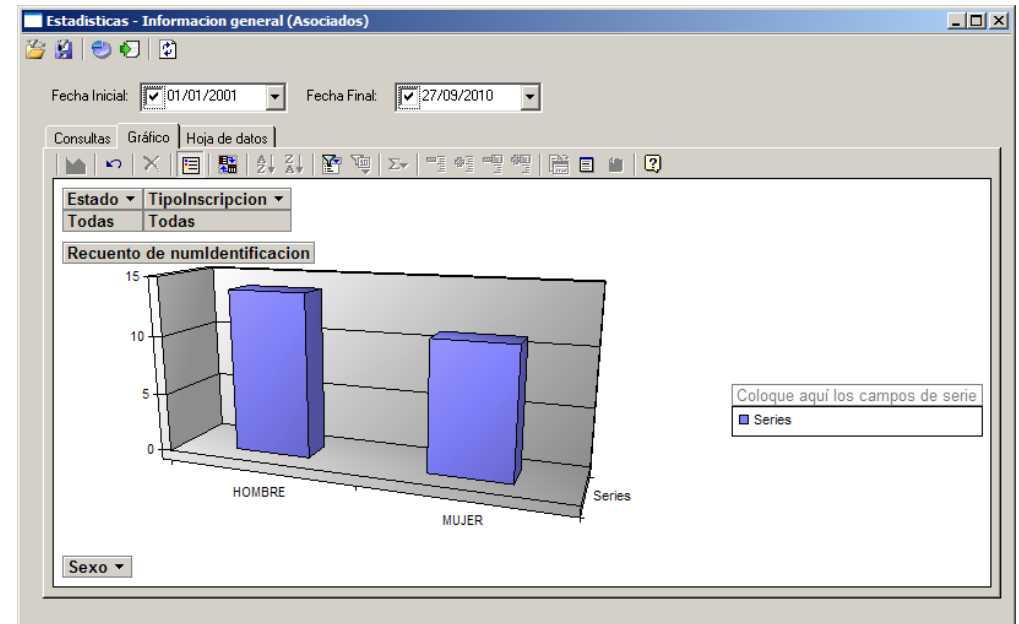 Estadisticas - Informacion general (Asociados)
Fecha Inicial: 01/01/2001 Fecha Final: 27/09/2010
Consultas Gráfico Hoja de datos
Estado TipoInscripcion
Todas Todas
Recuento de numIdentificacion
15
10
5
0
HOMBRE
MUJER
Series
Coloque aquí los campos de serie
Series
Sexo